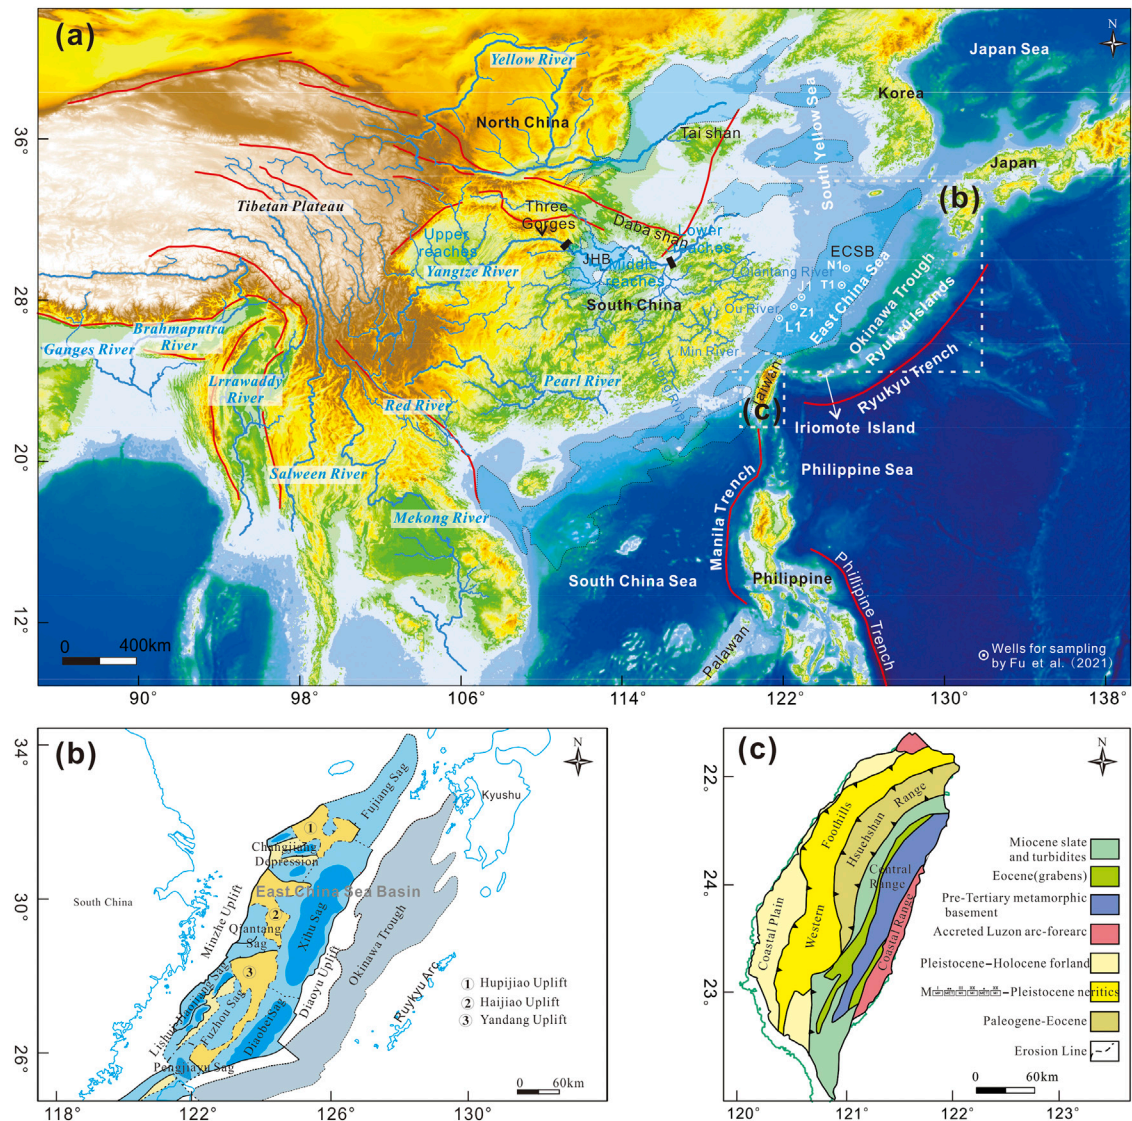 (a)
N
Japan Sea
Yellow River
Korea
North China
Tai shan
South Yellow Sea
36°
Japan
Tibetan Plateau
Three
Gorges
(b)
Upper
reaches
Daba shan
Lower
reaches
Yangtze River
JHB
Middle
reaches
ECSB
Qiantang River
N1
T1
J1
28°
South China
Ou River
Z1
L1
East China Sea
Okinawa Trough
Ryukyu Islands
Brahmaputra
River
Ganges River
Min River
Ryukyu Trench
Lrrawaddy
River
Pearl River
Taiwan
Red River
(c)
Iriomote Island
20°
Salween River
Philippine Sea
Manila Trench
Mekong River
South China Sea
Philippine
Phillipine Trench
12°
0
400km
Palawan
Wells for sampling
by Fu et al. (2021)
90°
98°
106°
114°
122°
130°
138°
(b)
N
34°
Fujiang Sag
Kyushu
1
Changjiang
Depression
East China Sea Basin
30°
South China
Minzhe Uplift
2
Qiantang
Sag
Xihu Sag
Okinawa Trough
3
Diaoyu Uplift
1 Hupijiao Uplift
2 Haijiao Uplift
3 Yandang Uplift
Fuzhou Sag
Diaobei Sag
Ruykyu Arc
26°
Pengjiayu Sag
0
60km
118°
122°
126°
130°
(c)
N
22°
Foothills
Hsuehshan Range
Miocene slate
and turbidites
Eocene(grabens)
24°
Central
Range
Pre-Tertiary metamorphic
basement
Western
Coastal Plain
Coastal Range
Accreted Luzon arc-forearc
Pleistocene-Holocene forland
23°
-Pleistocene neritics
Paleogene-Eocene
Erosion Line
0
60km
120°
121°
122°
123°